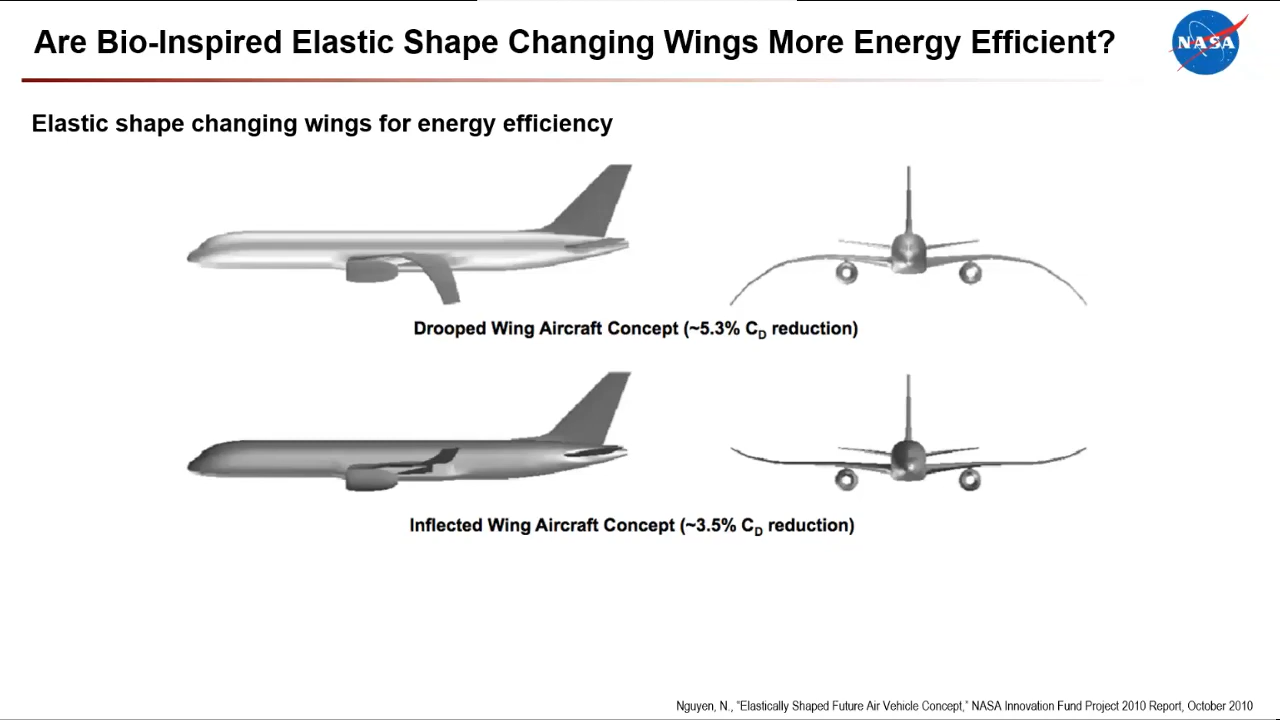 Are Bio-Inspired Elastic Shape Changing Wings More Energy Efficient?
NASA
Elastic shape changing wings for energy efficiency
Drooped Wing Aircraft Concept (~5.3% CD reduction)
Inflected Wing Aircraft Concept (~3.5% CD reduction)
Nguyen, N., "Elastically Shaped Future Air Vehicle Concept," NASA Innovation Fund Project 2010 Report, October 2010